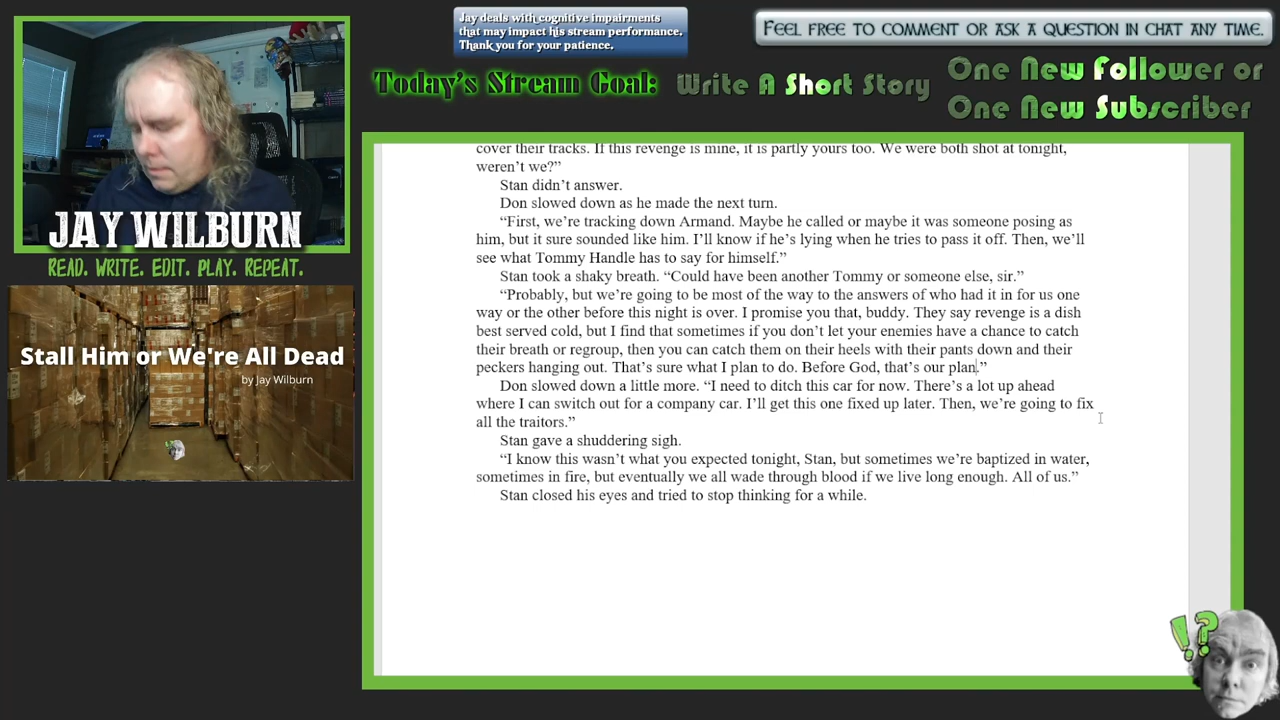 Jay deals with cognitive impairments
that may impact his stream performance.
Thank you for your patience.
Feel free to comment or ask a question in chat any time.
Today's Stream Goal:
Write A Short Story
One New Follower or
One New Subscriber
JAY WILBURN
READ. WRITE. EDIT. PLAY. REPEAT.
Stall Him or We're All Dead
by Jay Wilburn
cover their tracks. If this revenge is mine, it is partly yours too. We were both shot at tonight,
weren't we?”
Stan didn't answer.
Don slowed down as he made the next turn.
“First, we're tracking down Armand. Maybe he called or maybe it was someone posing as
him, but it sure sounded like him. I'll know if he's lying when he tries to pass it off. Then, we'll
see what Tommy Handle has to say for himself.”
Stan took a shaky breath. “Could have been another Tommy or someone else, sir.”
“Probably, but we're going to be most of the way to the answers of who had it in for us one
way or the other before this night is over. I promise you that, buddy. They say revenge is a dish
best served cold, but I find that sometimes if you don't let your enemies have a chance to catch
their breath or regroup, then you can catch them on their heels with their pants down and their
peckers hanging out. That's sure what I plan to do. Before God, that's our plan.”
Don slowed down a little more. “I need to ditch this car for now. There's a lot up ahead
where I can switch out for a company car. I'll get this one fixed up later. Then, we're going to fix
all the traitors.”
Stan gave a shuddering sigh.
“I know this wasn't what you expected tonight, Stan, but sometimes we're baptized in water,
sometimes in fire, but eventually we all wade through blood if we live long enough. All of us.”
Stan closed his eyes and tried to stop thinking for a while.
!?